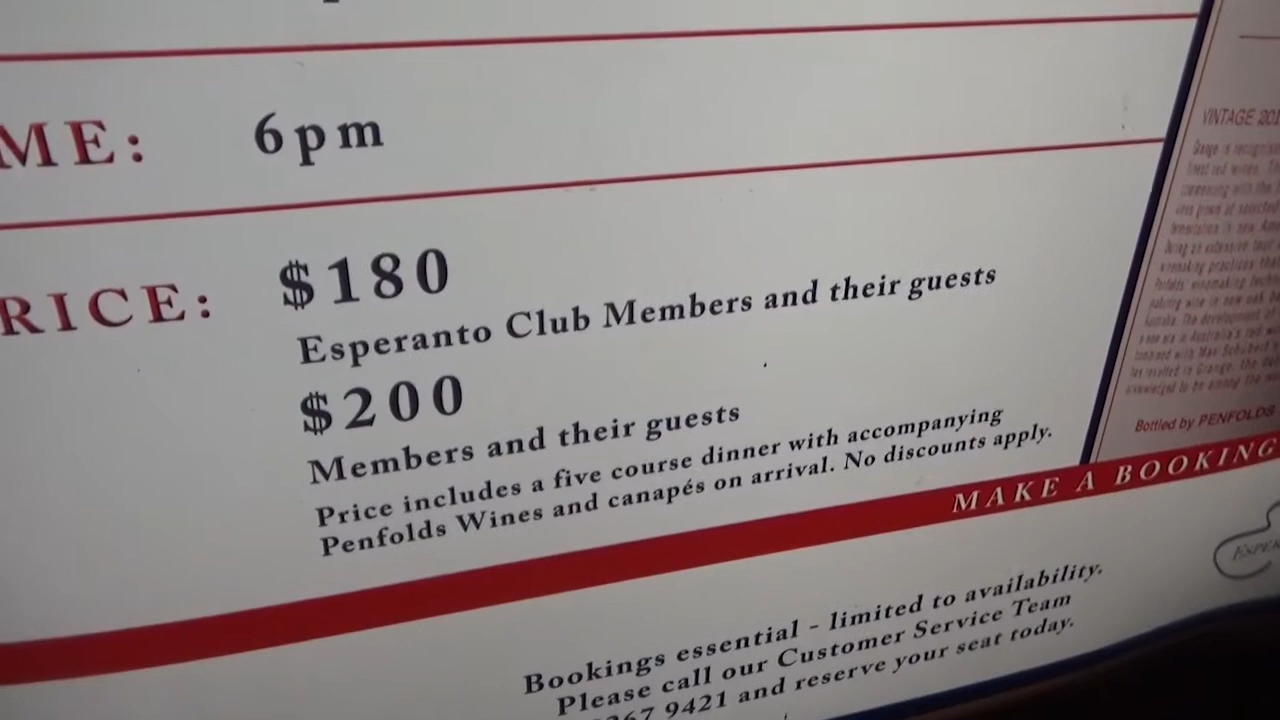 ME: 6pm
RICE: $180
Esperanto Club Members and their guests
$200
Members and their guests
Price includes a five course dinner with accompanying
Penfolds Wines and canapés on arrival. No discounts apply.
MAKE A BOOKING
Bookings essential - limited to availability.
Please call our Customer Service Team
267 9421 and reserve your seat today.
ESPER
VINTAGE 201
Bottled by PENFOLDS